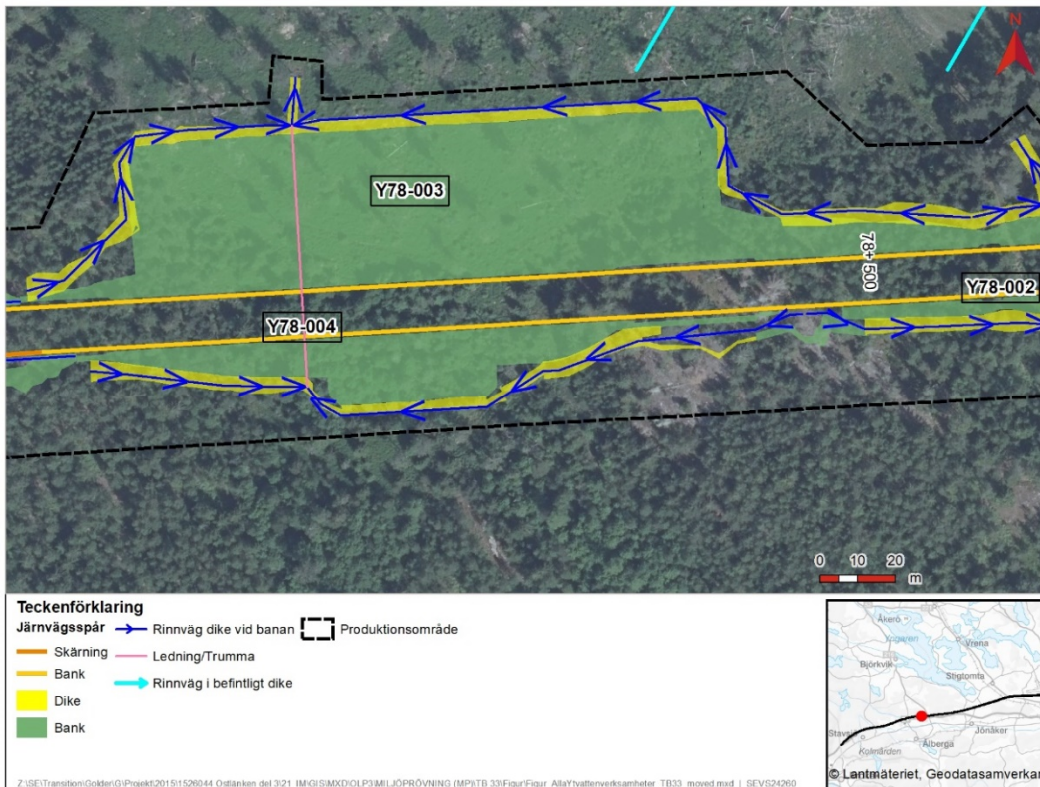 N
Y78-003
78+500
Y78-002
Y78-004
0 10 20
m
Teckenförklaring
Järnvägsspår
Skärning
Bank
Dike
Bank
Rinnväg dike vid banan
Ledning/Trumma
Rinnväg i befintligt dike
Produktionsområde
Åkerö
Yngaren
Vrena
Björkvik
Stigtomta
Stavsjö
Jönåker
Ålberga
Kolmården
© Lantmäteriet, Geodatasamverkan